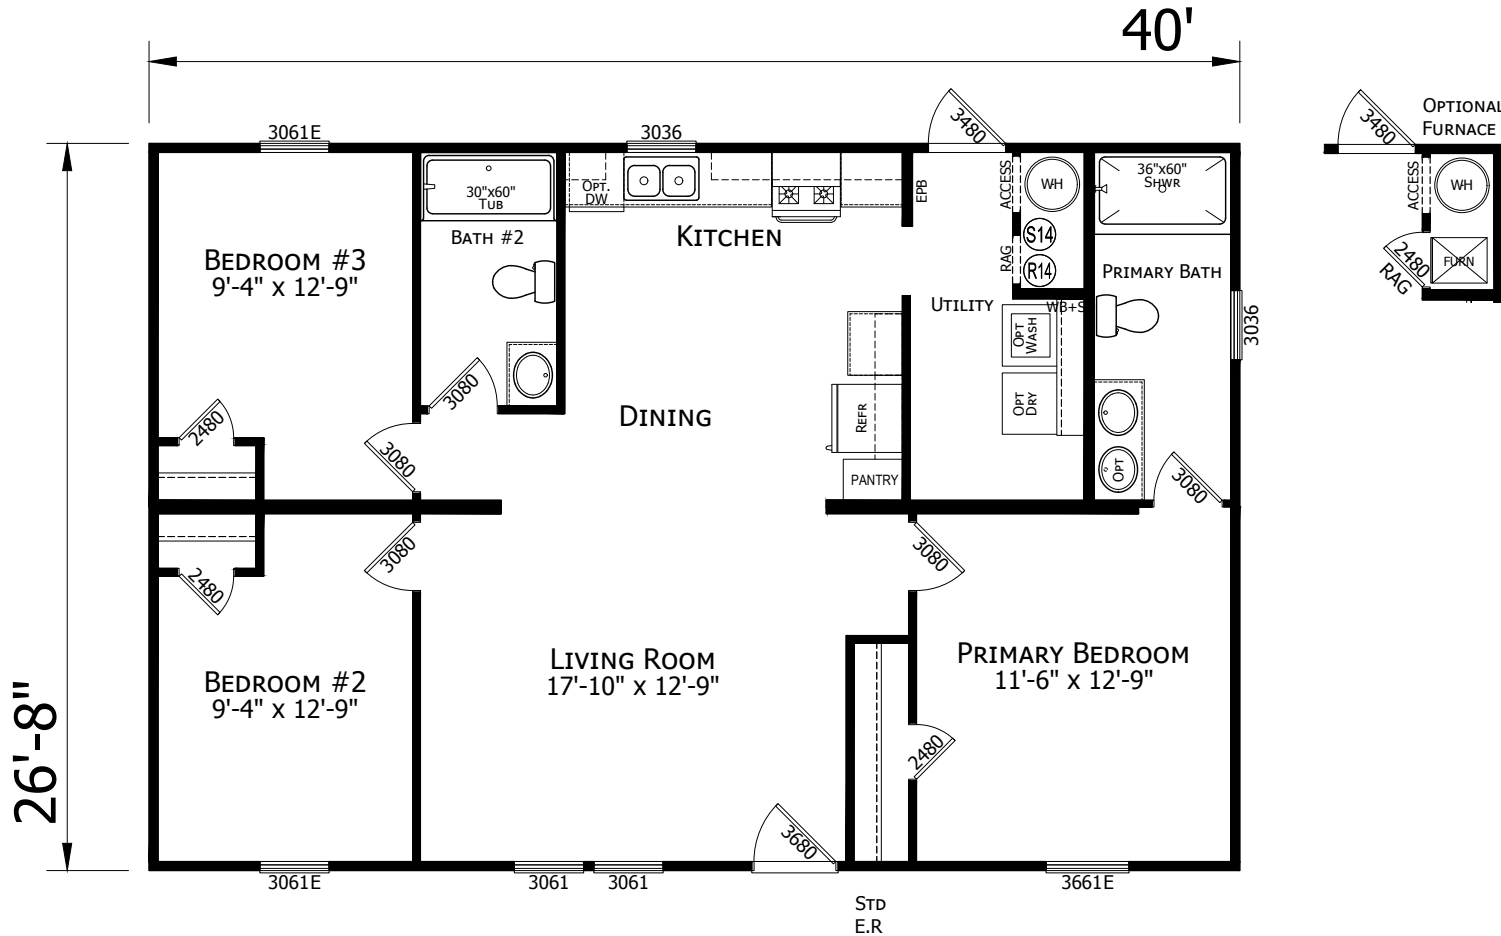 40'
OPTIONAL
FURNACE
3061E
3036
3480
3480
30"x60"
TUB
OPT.
DW
EPB
ACCESS
WH
36"x60"
SHWR
ACCESS
WH
BATH #2
KITCHEN
S14
RAG
R14
PRIMARY BATH
2480
RAG
FURN
BEDROOM #3
9'-4" x 12'-9"
UTILITY
WB+S
3036
OPT
WASH
3080
DINING
REFR
OPT
DRY
2480
3080
PANTRY
OPT
3080
2480
3080
3080
LIVING ROOM
17'-10" x 12'-9"
PRIMARY BEDROOM
11'-6" x 12'-9"
BEDROOM #2
9'-4" x 12'-9"
26'-8"
2480
3680
3061E
3061
3061
3661E
STD
E.R